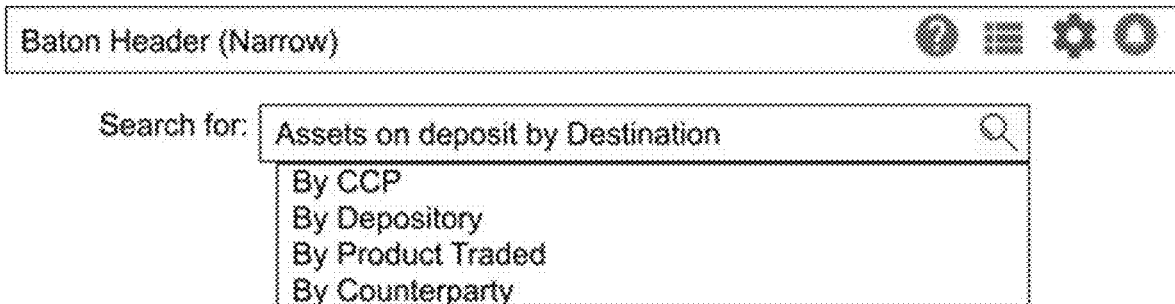 Baton Header (Narrow)
Search for: Assets on deposit by Destination
By CCP
By Depository
By Product Traded
By Counterparty